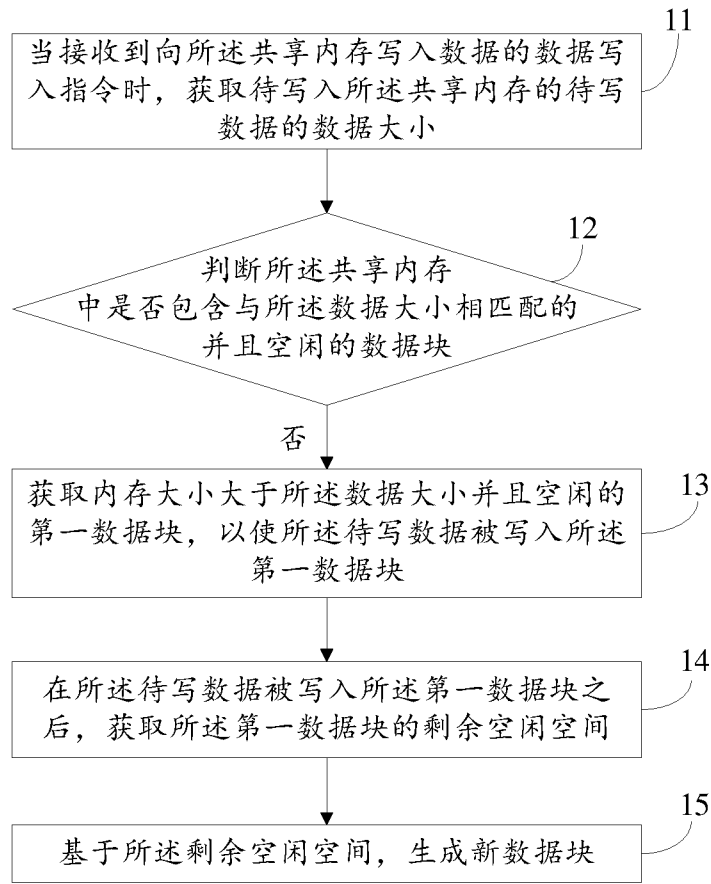 11
当接收到向所述共享内存写入数据的数据写
入指令时，获取待写入所述共享内存的待写
数据的数据大小
12
判断所述共享内存
中是否包含与所述数据大小相匹配的
并且空闲的数据块
否
13
获取内存大小大于所述数据大小并且空闲的
第一数据块，以使所述待写数据被写入所述
第一数据块
14
在所述待写数据被写入所述第一数据块之
后，获取所述第一数据块的剩余空闲空间
15
基于所述剩余空闲空间，生成新数据块